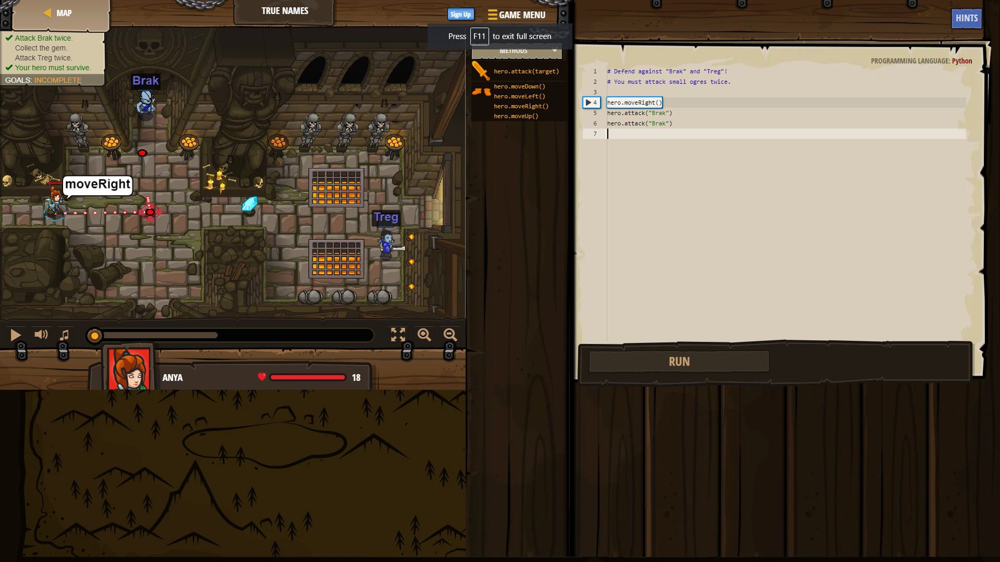 MAP
TRUE NAMES
Sign Up
GAME MENU
HINTS
Press F11 to exit full screen
Attack Brak twice.
Collect the gem.
Attack Treg twice.
Your hero must survive.
GOALS: INCOMPLETE
METHODS
hero.attack(target)
hero.moveDown()
hero.moveLeft()
hero.moveRight()
hero.moveUp()
Brak
moveRight
Treg
PROGRAMMING LANGUAGE: Python
1 # Defend against "Brak" and "Treg"!
2 # You must attack small ogres twice.
3
4 hero.moveRight()
5 hero.attack("Brak")
6 hero.attack("Brak")
7
RUN
ANYA
18